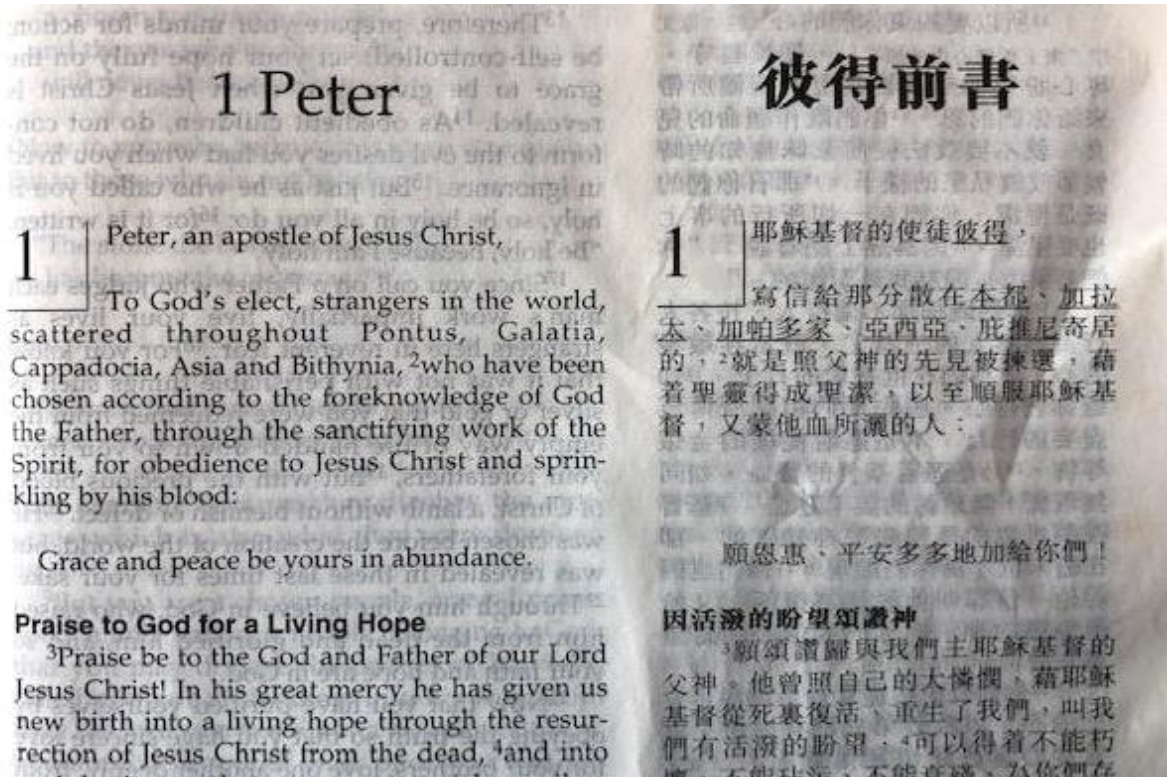 1 Peter
1 Peter, an apostle of Jesus Christ,
To God's elect, strangers in the world,
scattered throughout Pontus, Galatia,
Cappadocia, Asia and Bithynia, ²who have been
chosen according to the foreknowledge of God
the Father, through the sanctifying work of the
Spirit, for obedience to Jesus Christ and sprin-
kling by his blood:
Grace and peace be yours in abundance.
Praise to God for a Living Hope
³Praise be to the God and Father of our Lord
Jesus Christ! In his great mercy he has given us
new birth into a living hope through the resur-
rection of Jesus Christ from the dead, ⁴and into
彼得前書
1 耶穌基督的使徒彼得，
寫信給那分散在本都、加拉
太、加帕多家、亞西亞、庇推尼寄居
的，²就是照父神的先見被揀選，藉
着聖靈得成聖潔，以至順服耶穌基
督，又蒙他血所灑的人：
願恩惠、平安多多地加給你們！
因活潑的盼望頌讚神
³願頌讚歸與我們主耶穌基督的
父神。他曾照自己的大憐憫，藉耶穌
基督從死裏復活、重生了我們，叫我
們有活潑的盼望，⁴可以得着不能朽